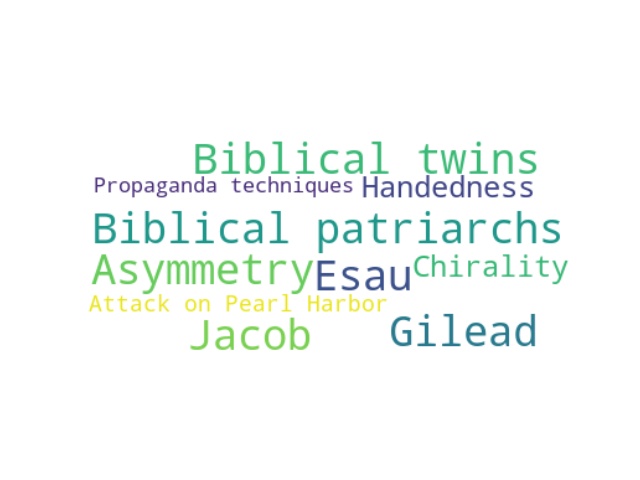 Biblical twins
Propaganda techniques Handedness
Biblical patriarchs
Asymmetry Esau Chirality
Attack on Pearl Harbor
Jacob Gilead